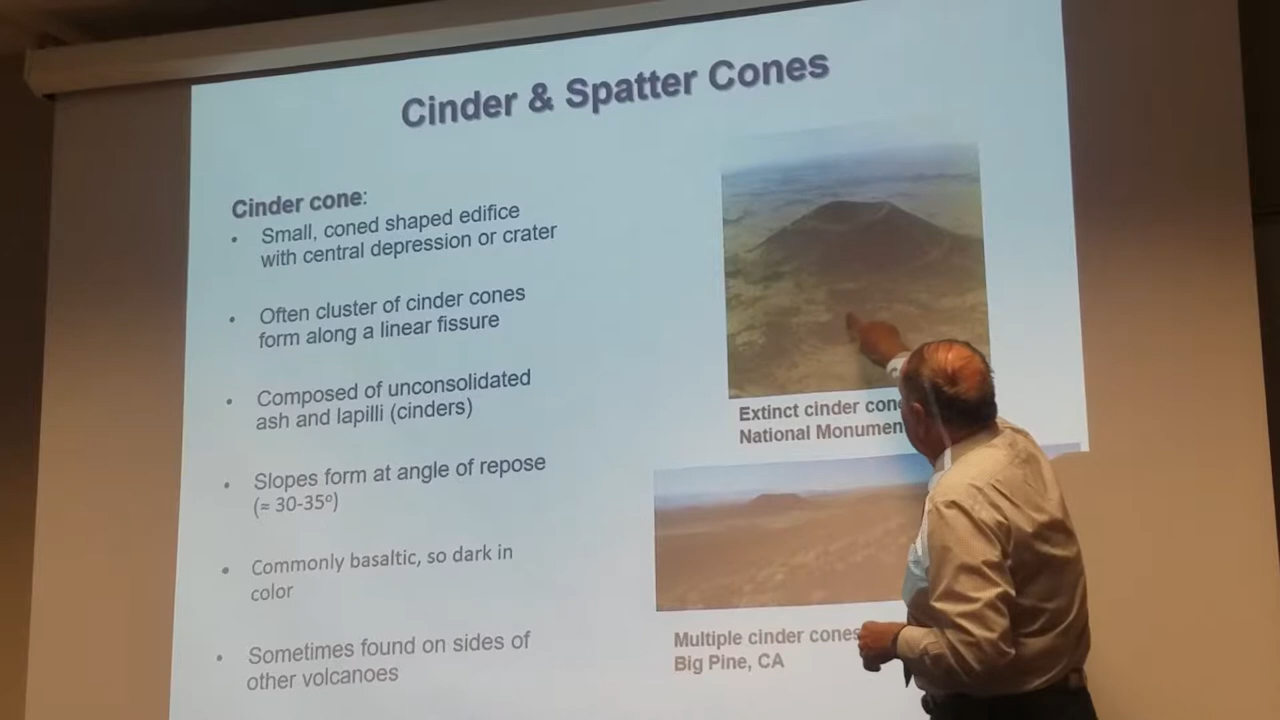 Cinder & Spatter Cones
Cinder cone:
• Small, coned shaped edifice
with central depression or crater
• Often cluster of cinder cones
form along a linear fissure
• Composed of unconsolidated
ash and lapilli (cinders)
• Slopes form at angle of repose
(≈ 30-35º)
• Commonly basaltic, so dark in
color
• Sometimes found on sides of
other volcanoes
Extinct cinder
National
Multiple cinder cones
Big Pine, CA